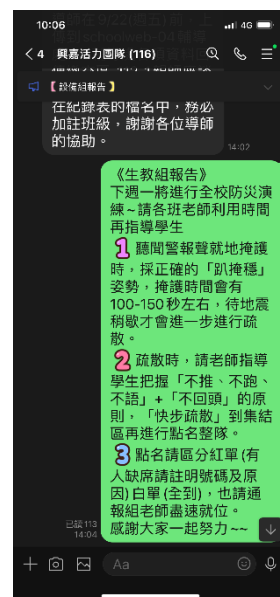 10:06
4G
4 興嘉活力團隊 (116)
【設備組報告】
在紀錄表的檔名中，務必
加註班級，謝謝各位導師
的協助。
14:02
《生教組報告》
下週一將進行全校防災演
練~請各班老師利用時間
再指導學生
1 聽聞警報聲就地掩護
時，採正確的「趴掩穩」
姿勢，掩護時間會有
100-150秒左右，待地震
稍歇才會進一步進行疏
散。
2 疏散時，請老師指導
學生把握「不推、不跑、
不語」+「不回頭」的原
則，「快步疏散」到集結
區再進行點名整隊。
3 點名請區分紅單(有
人缺席請註明號碼及原
因)白單(全到)，也請通
報組老師盡速就位。
感謝大家一起努力~~
已讀113
14:04
Aa